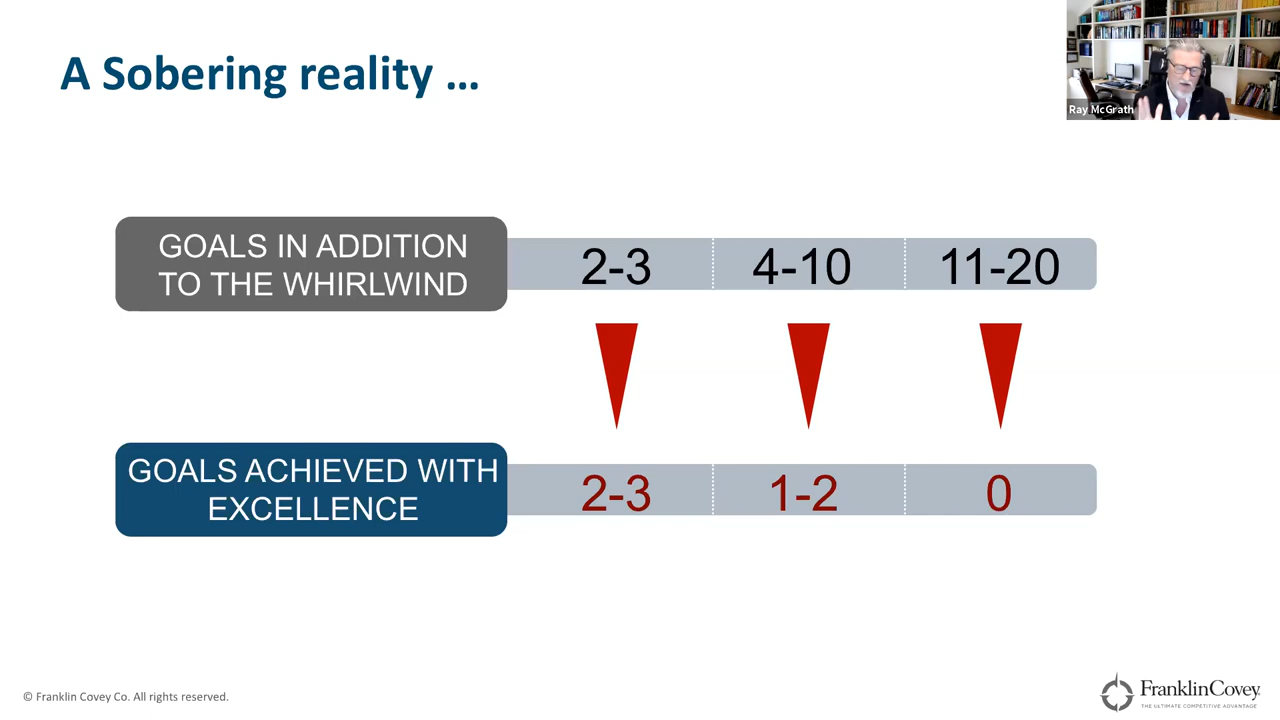 A Sobering reality ...
Ray McGrath
GOALS IN ADDITION
TO THE WHIRLWIND
2-3 4-10 11-20
GOALS ACHIEVED WITH
EXCELLENCE
2-3 1-2 0
© Franklin Covey Co. All rights reserved.
FranklinCovey
THE ULTIMATE COMPETITIVE ADVANTAGE